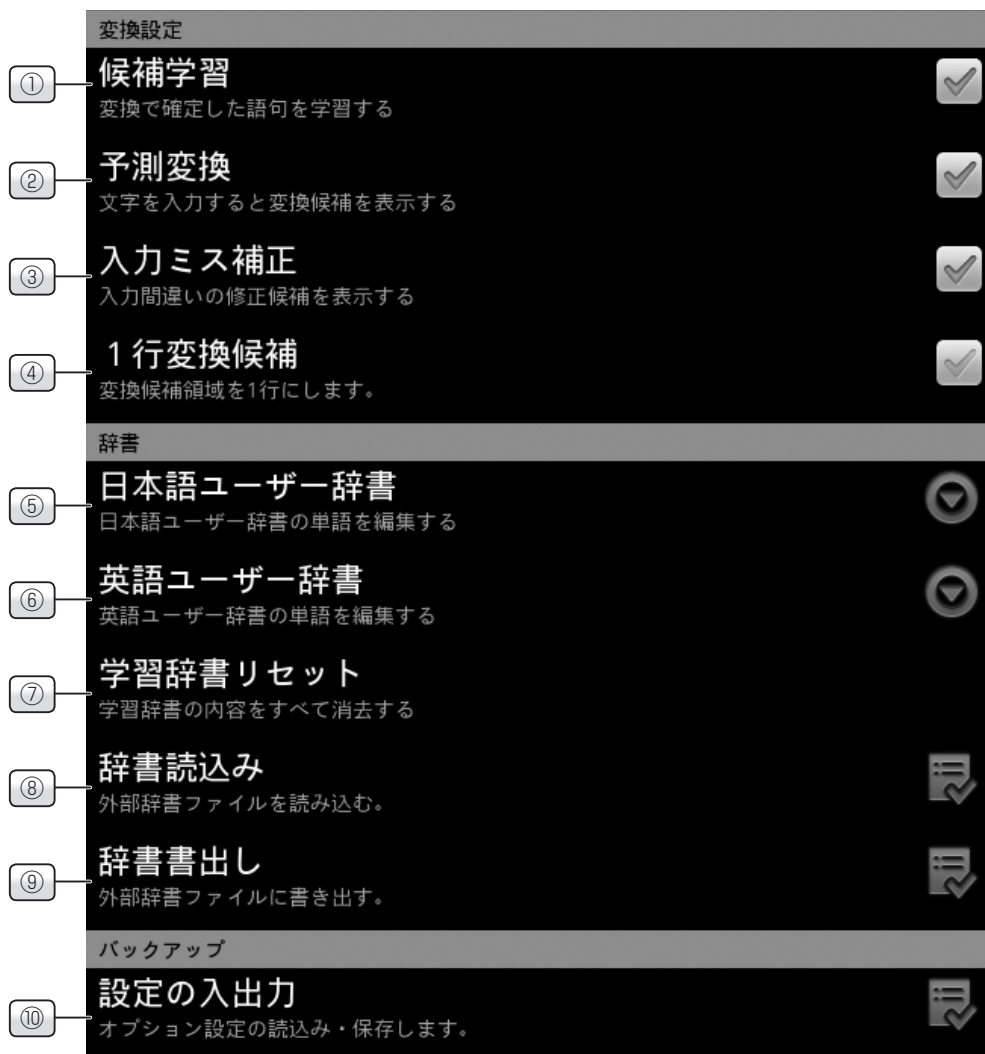 変換設定
① 候補学習
変換で確定した語句を学習する
② 予測変換
文字を入力すると変換候補を表示する
③ 入力ミス補正
入力間違いの修正候補を表示する
④ １行変換候補
変換候補領域を1行にします。
辞書
⑤ 日本語ユーザー辞書
日本語ユーザー辞書の単語を編集する
⑥ 英語ユーザー辞書
英語ユーザー辞書の単語を編集する
⑦ 学習辞書リセット
学習辞書の内容をすべて消去する
⑧ 辞書読込み
外部辞書ファイルを読み込む。
⑨ 辞書書出し
外部辞書ファイルに書き出す。
バックアップ
⑩ 設定の入出力
オプション設定の読込み・保存します。